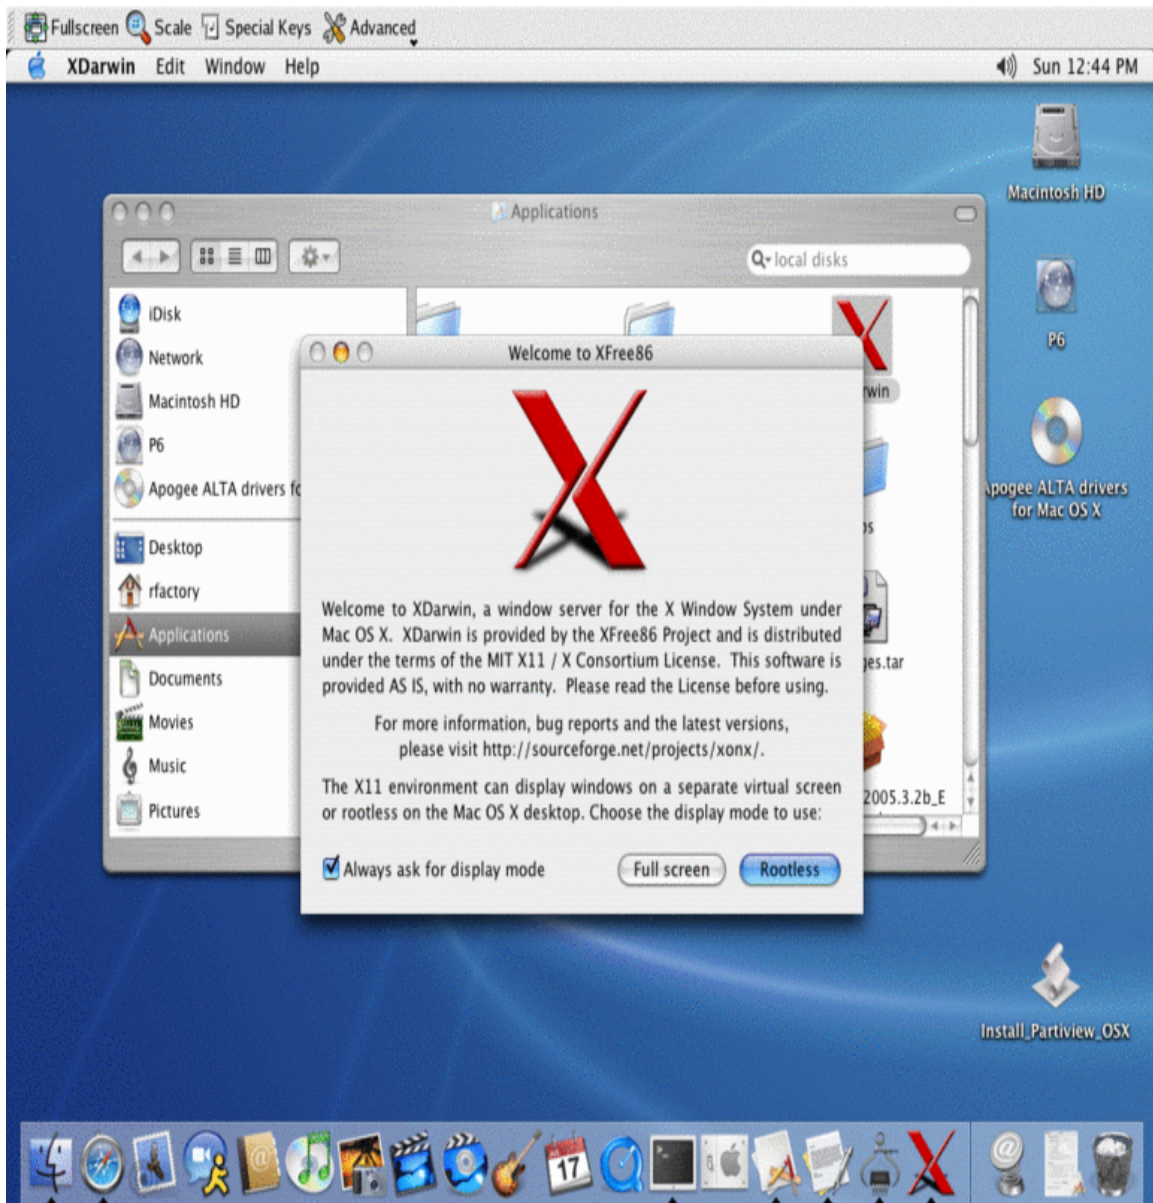 Fullscreen Scale Special Keys Advanced
XDarwin Edit Window Help Sun 12:44 PM
Macintosh HD
Applications
local disks
iDisk
Network
P6
Macintosh HD
Welcome to XFree86
rwin
P6
Apogee ALTA drivers fo
pogee ALTA drivers
for Mac OS X
Desktop
os
rfactory
Applications
Welcome to XDarwin, a window server for the X Window System under
Mac OS X. XDarwin is provided by the XFree86 Project and is distributed
under the terms of the MIT X11 / X Consortium License. This software is
provided AS IS, with no warranty. Please read the License before using.
ges.tar
Documents
Movies
For more information, bug reports and the latest versions,
please visit http://sourceforge.net/projects/xonx/.
Music
Pictures
The X11 environment can display windows on a separate virtual screen
or rootless on the Mac OS X desktop. Choose the display mode to use:
2005.3.2b_E
Always ask for display mode Full screen Rootless
Install_Partiview_OSX
17